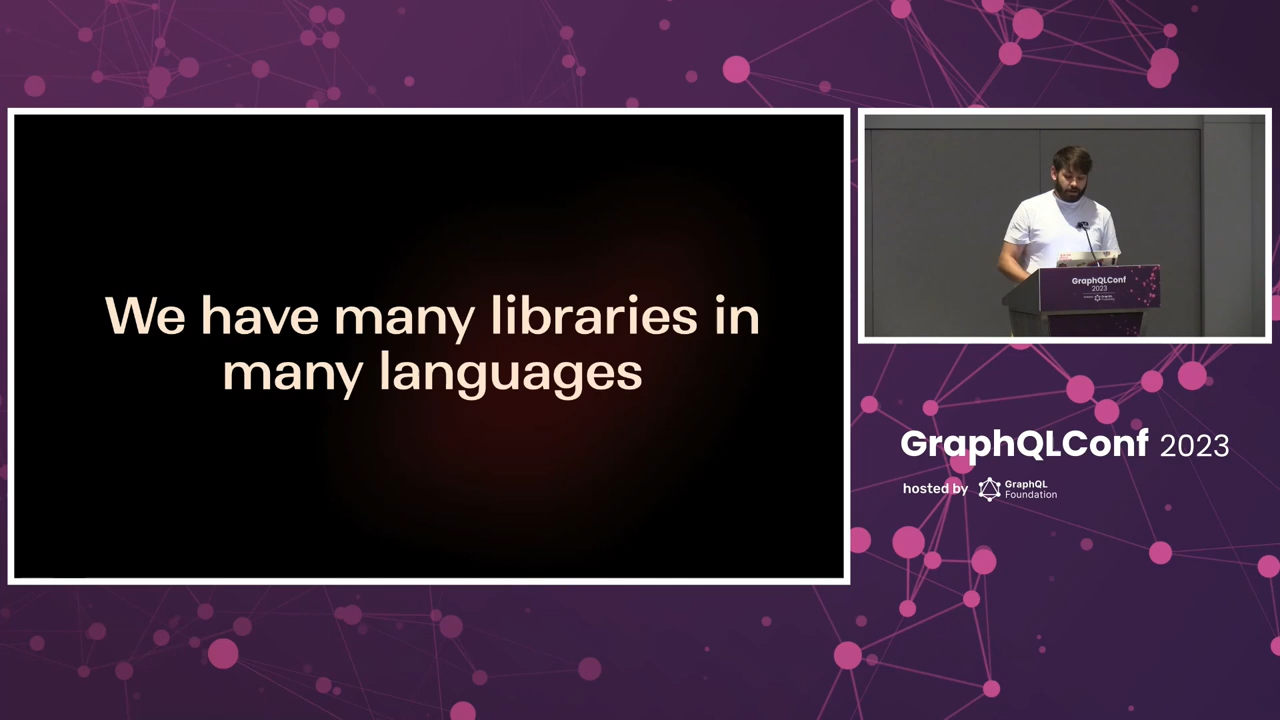 We have many libraries in
many languages
GraphQLConf
2023
GraphQLConf 2023
hosted by
GraphQL
Foundation